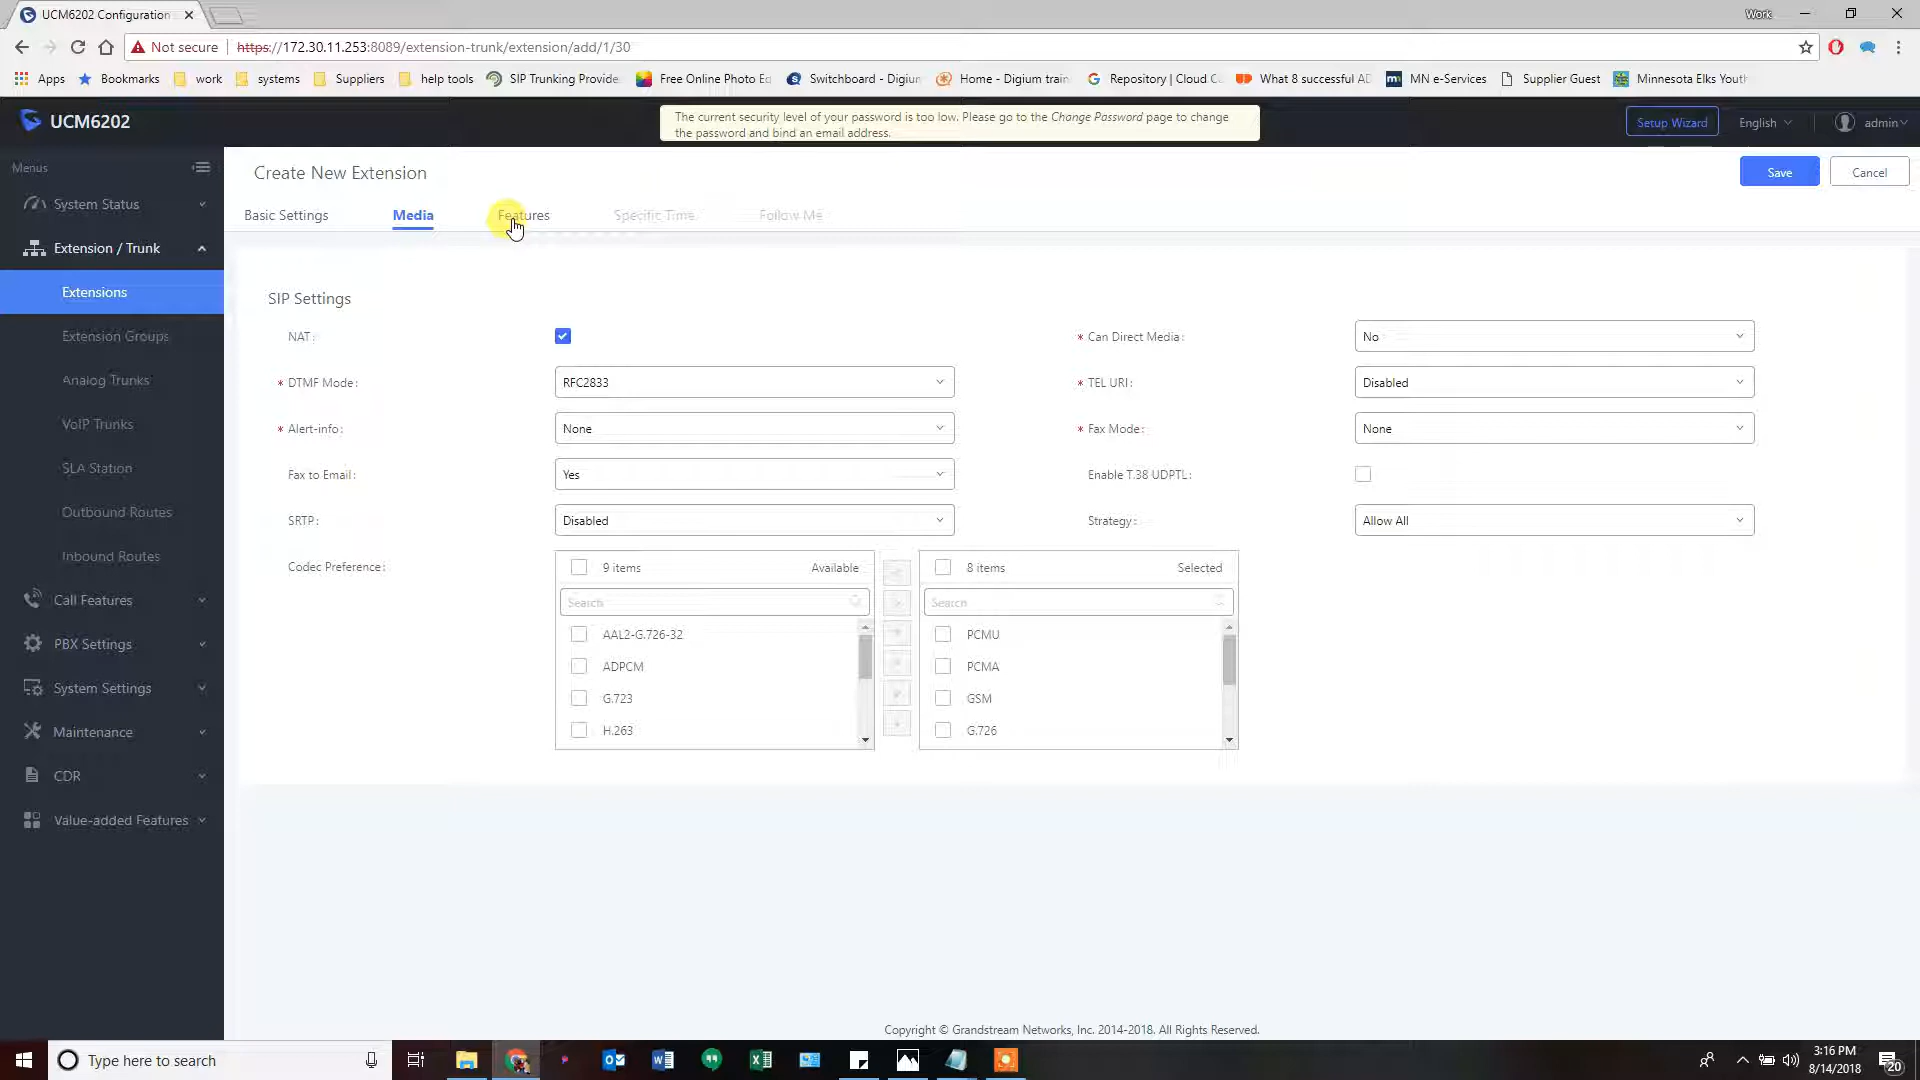 UCM6202 Configuration
Work
Not secure
https://172.30.11.253:8089/extension-trunk/extension/add/1/30
Apps
Bookmarks
work
systems
Suppliers
help tools
SIP Trunking Provide
Free Online Photo Ed
Switchboard - Digium
Home - Digium train
Repository | Cloud C
What 8 successful AD
MN e-Services
Supplier Guest
Minnesota Elks Yout
UCM6202
The current security level of your password is too low. Please go to the Change Password page to change
the password and bind an email address.
Setup Wizard
English
admin
Menus
Create New Extension
Save
Cancel
System Status
Basic Settings
Media
Features
Specific Time
Follow Me
Extension / Trunk
Extensions
Extension Groups
Analog Trunks
VoIP Trunks
SLA Station
Outbound Routes
Inbound Routes
Call Features
PBX Settings
System Settings
Maintenance
CDR
Value-added Features
SIP Settings
NAT:
* Can Direct Media:
No
* DTMF Mode:
RFC2833
* TEL URI:
Disabled
* Alert-info:
None
* Fax Mode:
None
Fax to Email:
Yes
Enable T.38 UDPTL:
SRTP:
Disabled
Strategy:
Allow All
Codec Preference:
9 items
Available
8 items
Selected
Search
Search
AAL2-G.726-32
PCMU
ADPCM
PCMA
G.723
GSM
H.263
G.726
Copyright © Grandstream Networks, Inc. 2014-2018. All Rights Reserved.
Type here to search
3:16 PM
8/14/2018
20